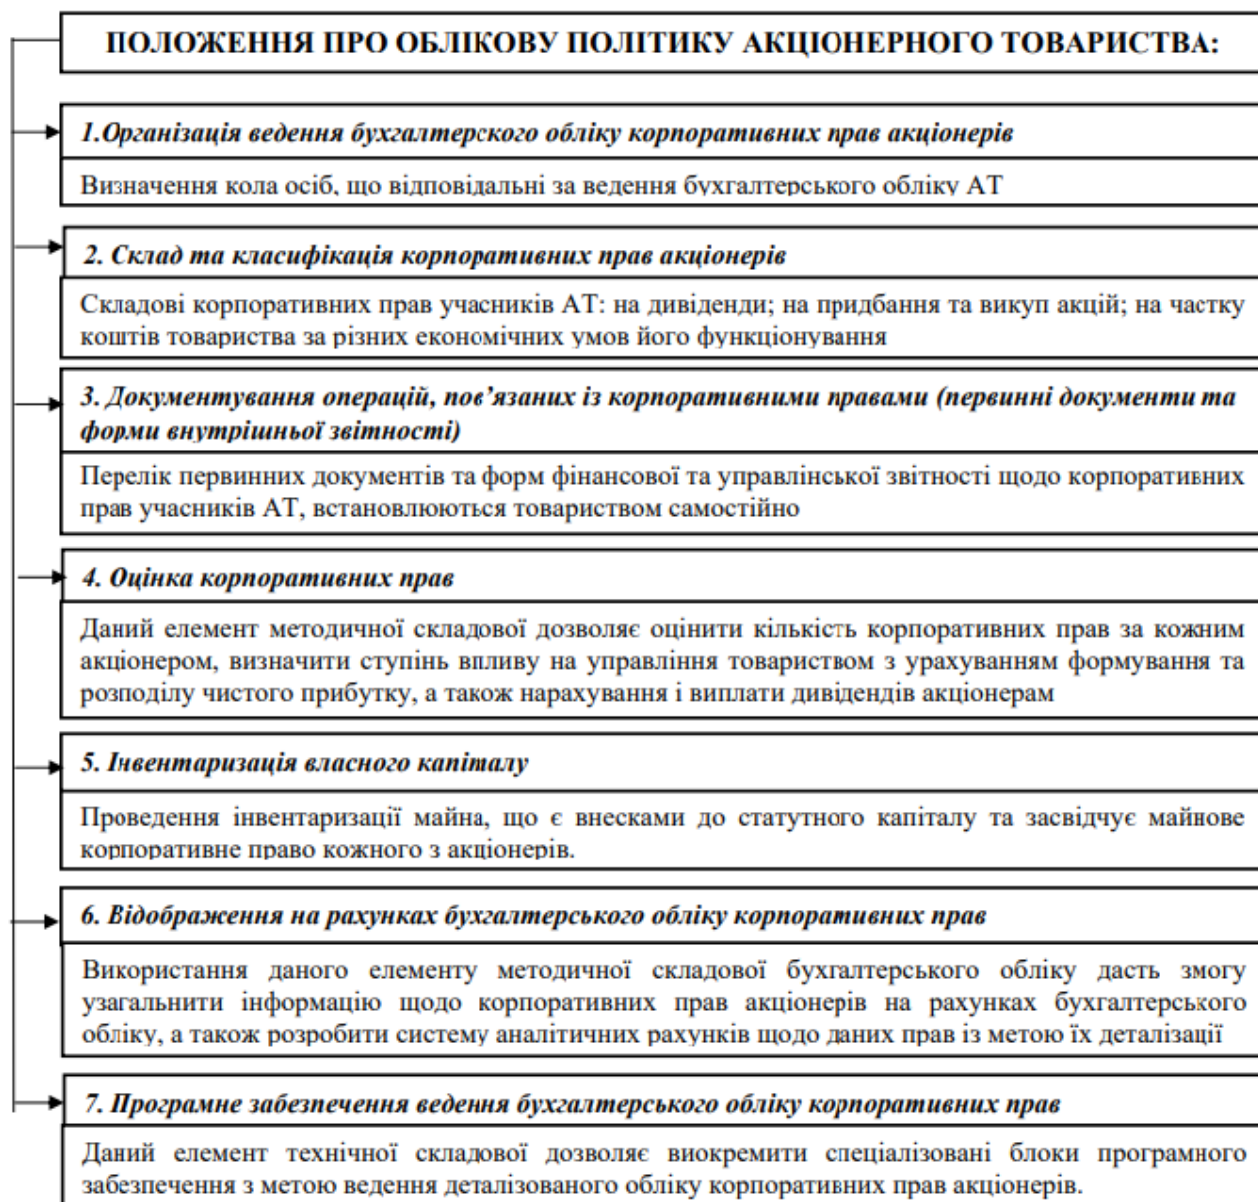 ПОЛОЖЕННЯ ПРО ОБЛІКОВУ ПОЛІТИКУ АКЦІОНЕРНОГО ТОВАРИСТВА:
1.Організація ведення бухгалтерского обліку корпоративних прав акціонерів
Визначення кола осіб, що відповідальні за ведення бухгалтерського обліку АТ
2. Склад та класифікація корпоративних прав акціонерів
Складові корпоративних прав учасників АТ: на дивіденди; на придбання та викуп акцій; на частку
коштів товариства за різних економічних умов його функціонування
3. Документування операцій, пов’язаних із корпоративними правами (первинні документи та
форми внутрішньої звітності)
Перелік первинних документів та форм фінансової та управлінської звітності щодо корпоративних
прав учасників АТ, встановлюються товариством самостійно
4. Оцінка корпоративних прав
Даний елемент методичної складової дозволяє оцінити кількість корпоративних прав за кожним
акціонером, визначити ступінь впливу на управління товариством з урахуванням формування та
розподілу чистого прибутку, а також нарахування і виплати дивідендів акціонерам
5. Інвентаризація власного капіталу
Проведення інвентаризації майна, що є внесками до статутного капіталу та засвідчує майнове
корпоративне право кожного з акціонерів.
6. Відображення на рахунках бухгалтерського обліку корпоративних прав
Використання даного елементу методичної складової бухгалтерського обліку дасть змогу
узагальнити інформацію щодо корпоративних прав акціонерів на рахунках бухгалтерського
обліку, а також розробити систему аналітичних рахунків щодо даних прав із метою їх деталізації
7. Програмне забезпечення ведення бухгалтерського обліку корпоративних прав
Даний елемент технічної складової дозволяє виокремити спеціалізовані блоки програмного
забезпечення з метою ведення деталізованого обліку корпоративних прав акціонерів.